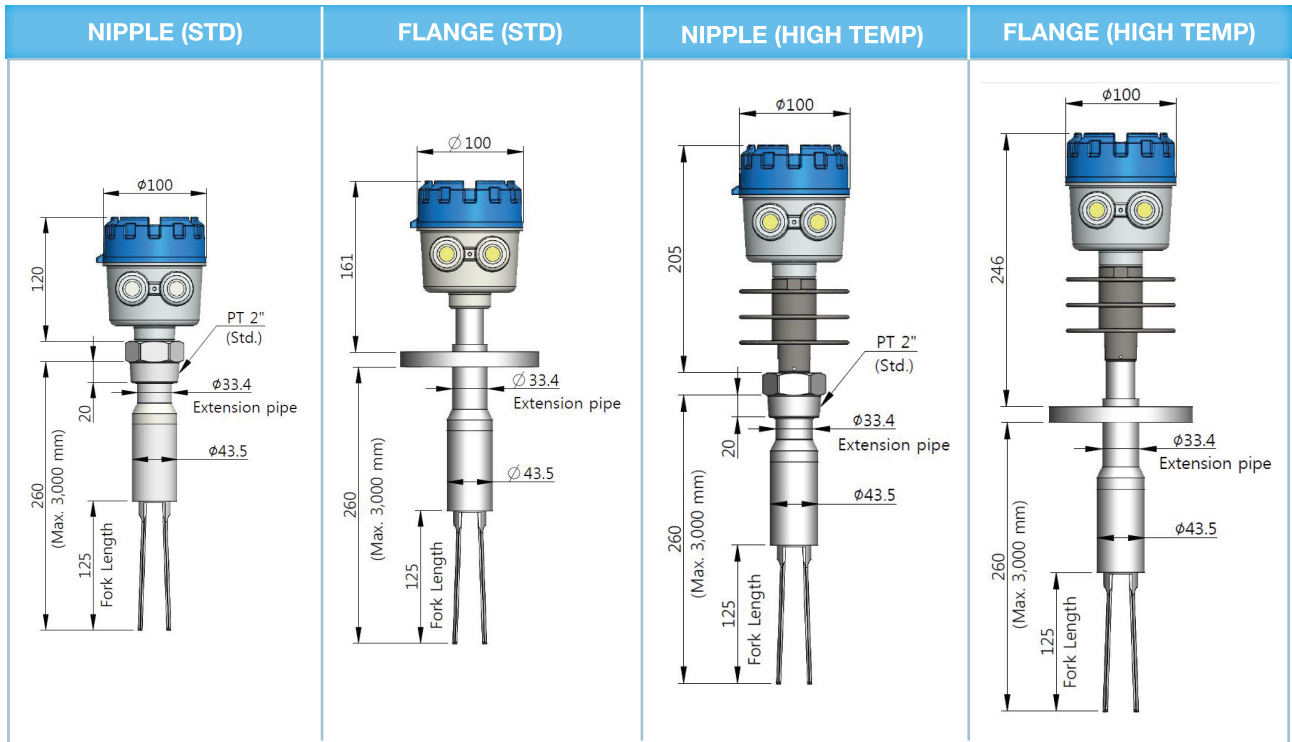 NIPPLE (STD)
FLANGE (STD)
NIPPLE (HIGH TEMP)
FLANGE (HIGH TEMP)
ϕ100
120
PT 2"
(Std.)
ϕ33.4
Extension pipe
20
ϕ43.5
260
(Max. 3,000 mm)
125
Fork Length
∅100
161
∅33.4
Extension pipe
∅43.5
260
(Max. 3,000 mm)
125
Fork Length
ϕ100
205
PT 2"
(Std.)
ϕ33.4
Extension pipe
20
ϕ43.5
260
(Max. 3,000 mm)
125
Fork Length
ϕ100
246
ϕ33.4
Extension pipe
ϕ43.5
260
(Max. 3,000 mm)
125
Fork Length